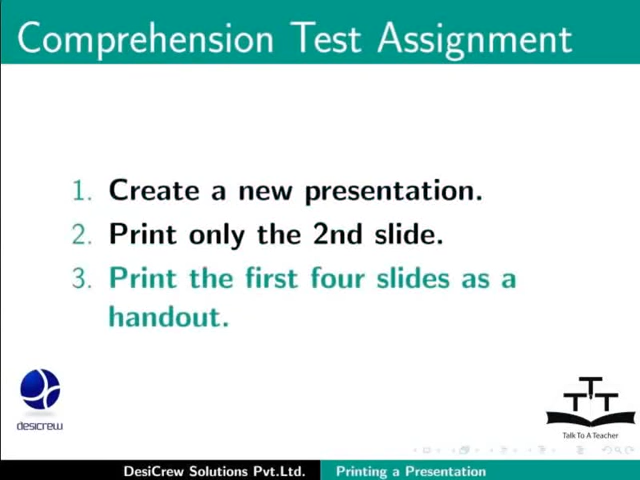 Comprehension Test Assignment
1. Create a new presentation.
2. Print only the 2nd slide.
3. Print the first four slides as a
handout.
desicrew
TTT
Talk To A Teacher
DesiCrew Solutions Pvt.Ltd. Printing a Presentation